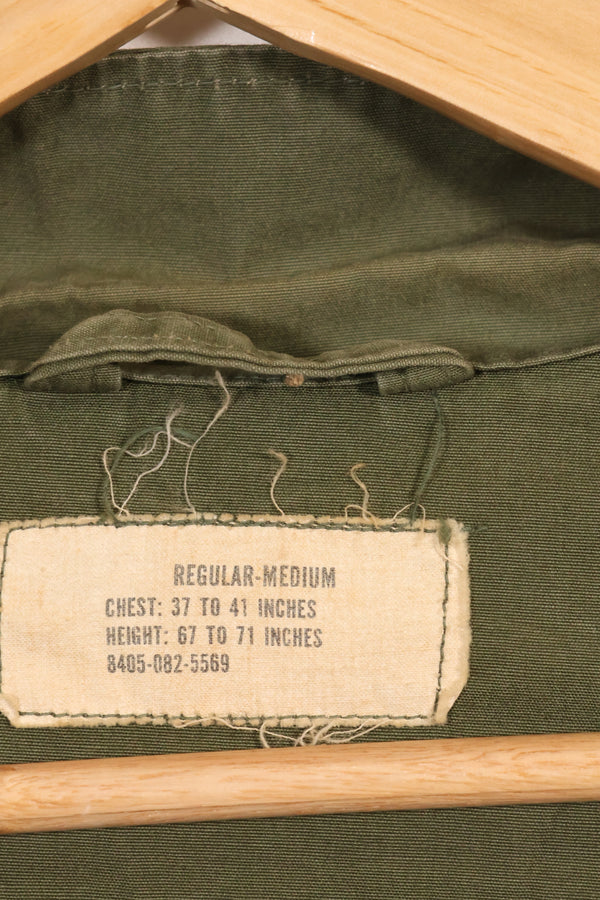 REGULAR-MEDIUM
CHEST: 37 TO 41 INCHES
HEIGHT: 67 TO 71 INCHES
8405-082-5569